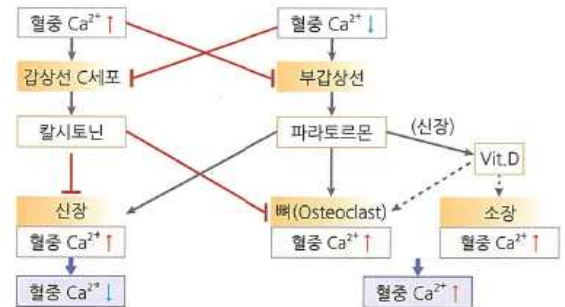 혈중 Ca²⁺ ↑
혈중 Ca²⁺ ↓
갑상선 C세포
부갑상선
칼시토닌
파라토르몬
(신장)
Vit.D
신장
뼈(Osteoclast)
소장
혈중 Ca²⁺ ↑
혈중 Ca²⁺ ↑
혈중 Ca²⁺ ↑
혈중 Ca²⁺ ↓
혈중 Ca²⁺ ↑